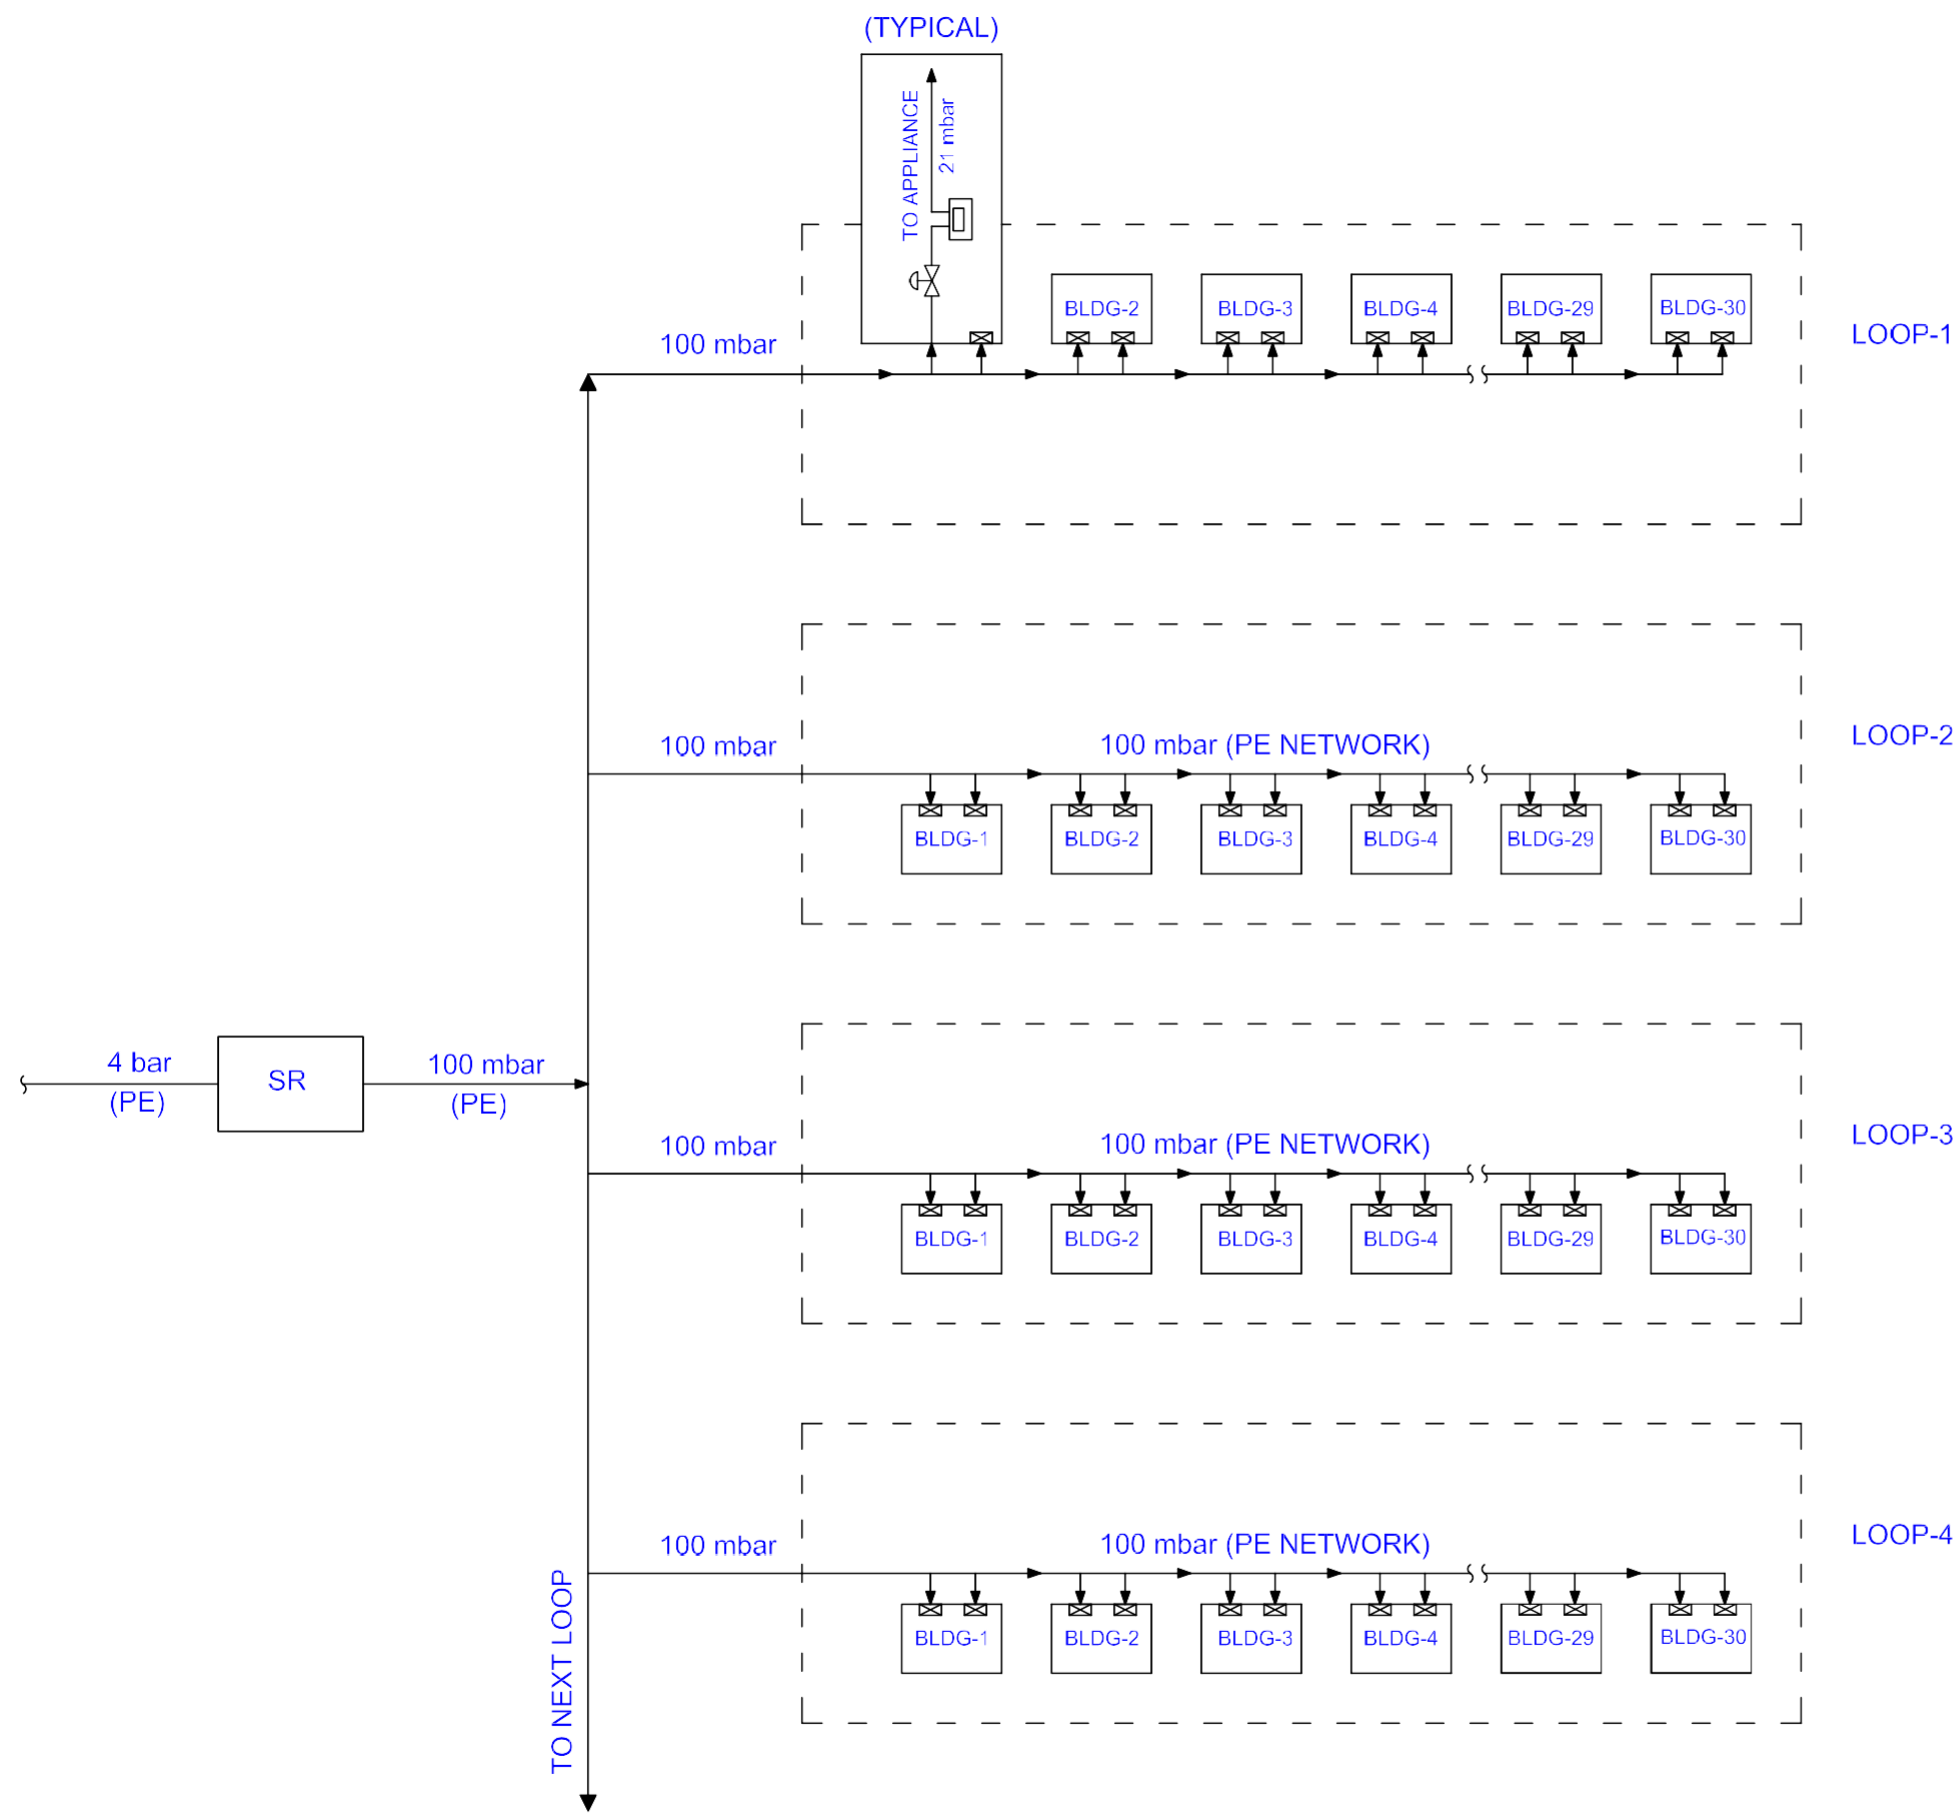 (TYPICAL)
TO APPLIANCE
21 mbar
BLDG-2
BLDG-3
BLDG-4
BLDG-29
BLDG-30
LOOP-1
100 mbar
100 mbar
100 mbar (PE NETWORK)
LOOP-2
BLDG-1
BLDG-2
BLDG-3
BLDG-4
BLDG-29
BLDG-30
4 bar
(PE)
SR
100 mbar
(PE)
100 mbar
100 mbar (PE NETWORK)
LOOP-3
BLDG-1
BLDG-2
BLDG-3
BLDG-4
BLDG-29
BLDG-30
100 mbar
100 mbar (PE NETWORK)
LOOP-4
BLDG-1
BLDG-2
BLDG-3
BLDG-4
BLDG-29
BLDG-30
TO NEXT LOOP